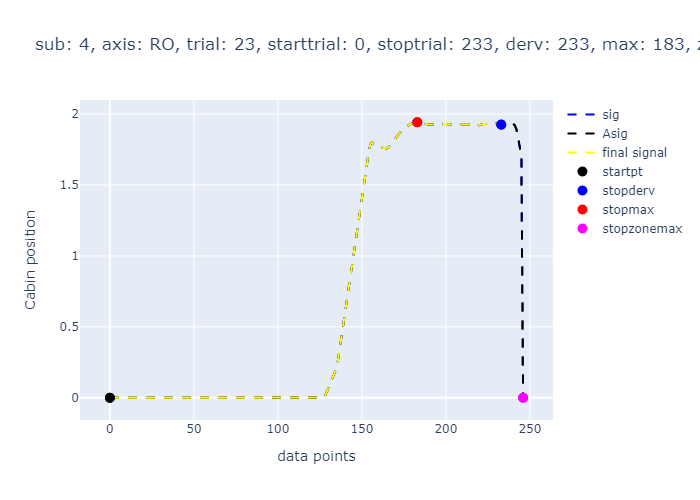 sub: 4, axis: RO, trial: 23, starttrial: 0, stoptrial: 233, derv: 233, max: 183, z
2
1.5
1
0.5
0
Cabin position
0
50
100
150
200
250
data points
sig
Asig
final signal
startpt
stopderv
stopmax
stopzonemax